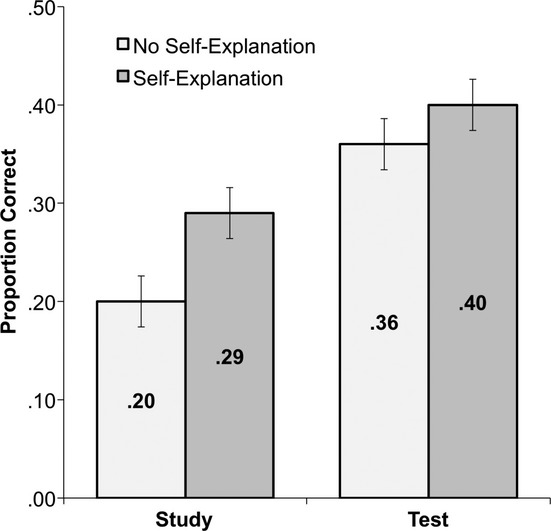 .50
No Self-Explanation
Self-Explanation
.40
.30
.20
.10
.00
Proportion Correct
.20
.29
.36
.40
Study
Test